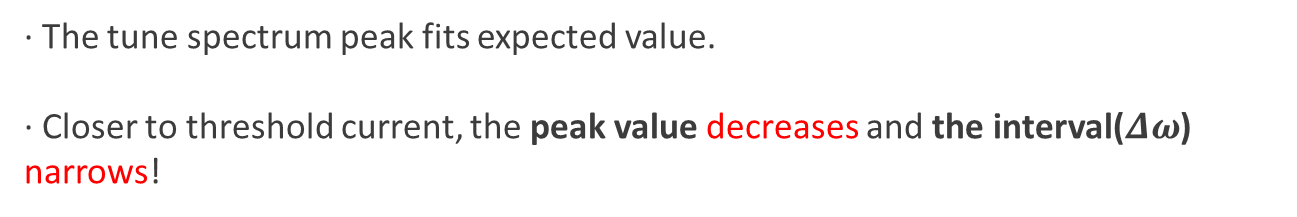 · The tune spectrum peak fits expected value.
· Closer to threshold current, the peak value decreases and the interval(Δω)
narrows!